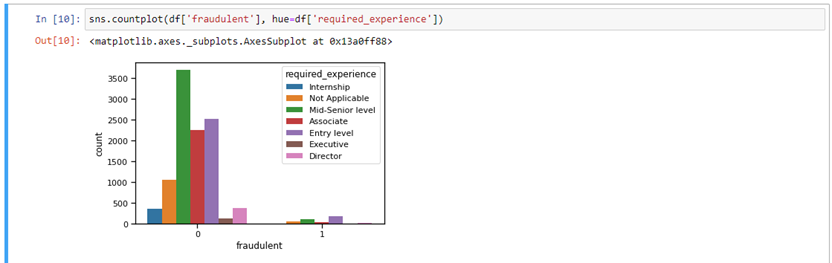 In [10]: sns.countplot(df['fraudulent'], hue=df['required_experience'])
Out[10]: <matplotlib.axes._subplots.AxesSubplot at 0x13a0ff88>
required_experience
Internship
Not Applicable
Mid-Senior level
Associate
Entry level
Executive
Director
3500
3000
2500
2000
1500
1000
500
0
count
0 1
fraudulent